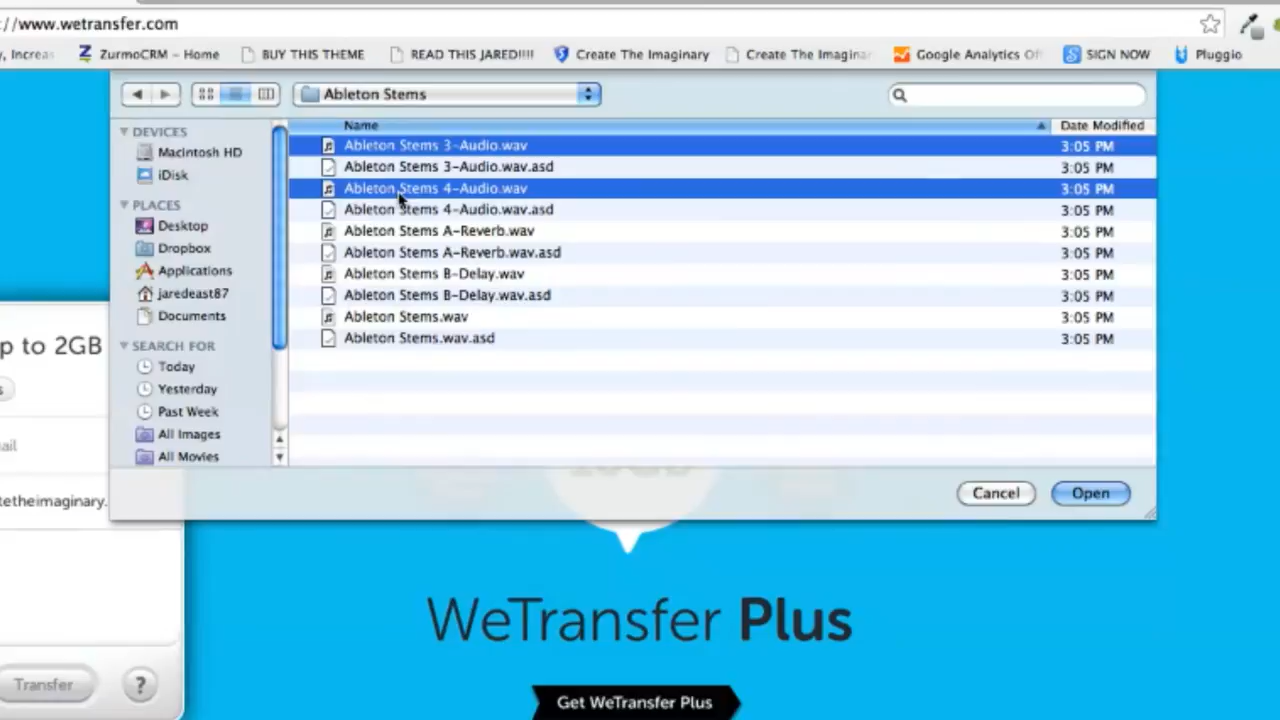 //www.wetransfer.com
y, Increas ZurmoCRM – Home BUY THIS THEME READ THIS JARED!!!! Create The Imaginary Create The Imagina Google Analytics Of SIGN NOW Pluggio
Ableton Stems
Name Date Modified
DEVICES
Macintosh HD
iDisk
PLACES
Desktop
Dropbox
Applications
jaredeast87
Documents
SEARCH FOR
Today
Yesterday
Past Week
All Images
All Movies
Ableton Stems 3-Audio.wav 3:05 PM
Ableton Stems 3-Audio.wav.asd 3:05 PM
Ableton Stems 4-Audio.wav 3:05 PM
Ableton Stems 4-Audio.wav.asd 3:05 PM
Ableton Stems A-Reverb.wav 3:05 PM
Ableton Stems A-Reverb.wav.asd 3:05 PM
Ableton Stems B-Delay.wav 3:05 PM
Ableton Stems B-Delay.wav.asd 3:05 PM
Ableton Stems.wav 3:05 PM
Ableton Stems.wav.asd 3:05 PM
Cancel Open
p to 2GB
s
ail
tetheimaginary.
Transfer ?
WeTransfer Plus
Get WeTransfer Plus